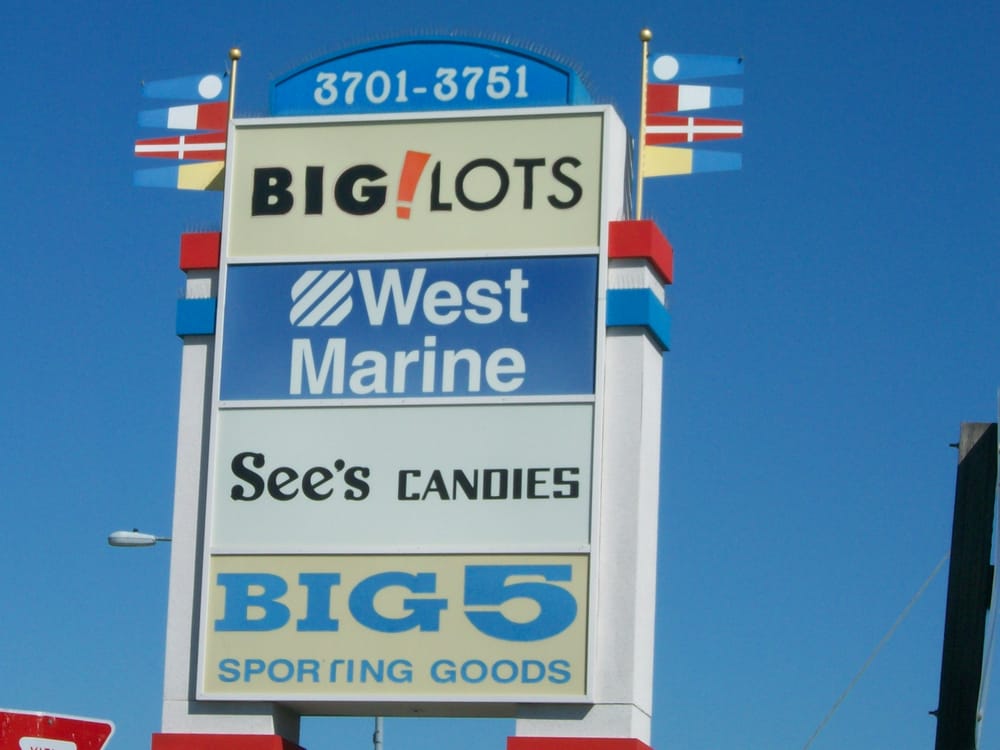 3701-3751
BIG!LOTS
West
Marine
See's CANDIES
BIG 5
SPORTING GOODS